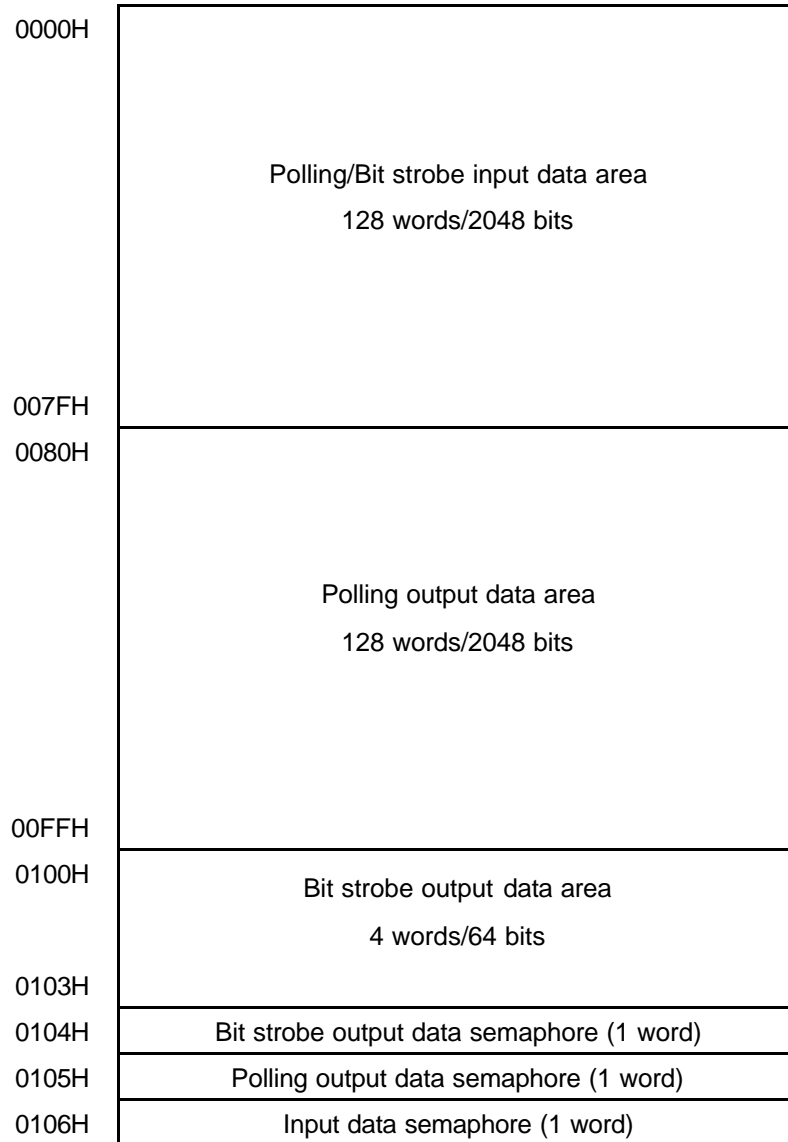 0000H
Polling/Bit strobe input data area
128 words/2048 bits
007FH
0080H
Polling output data area
128 words/2048 bits
00FFH
0100H
Bit strobe output data area
4 words/64 bits
0103H
0104H Bit strobe output data semaphore (1 word)
0105H Polling output data semaphore (1 word)
0106H Input data semaphore (1 word)